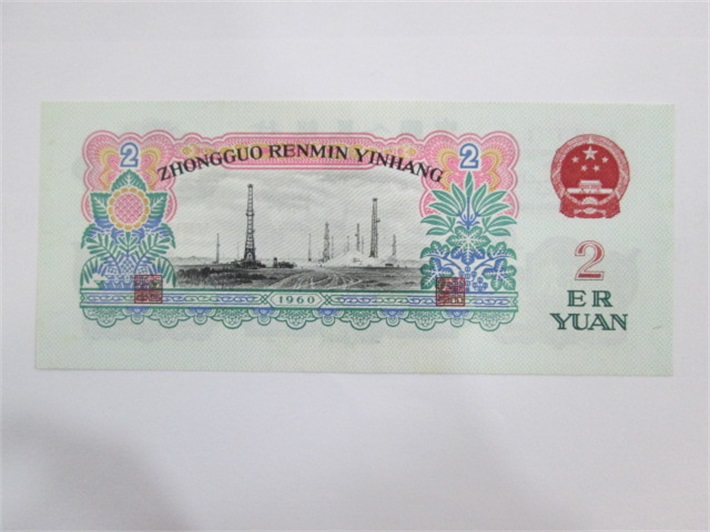 2
2
ZHONGGUO RENMIN YINHANG
1960
2
ER
YUAN